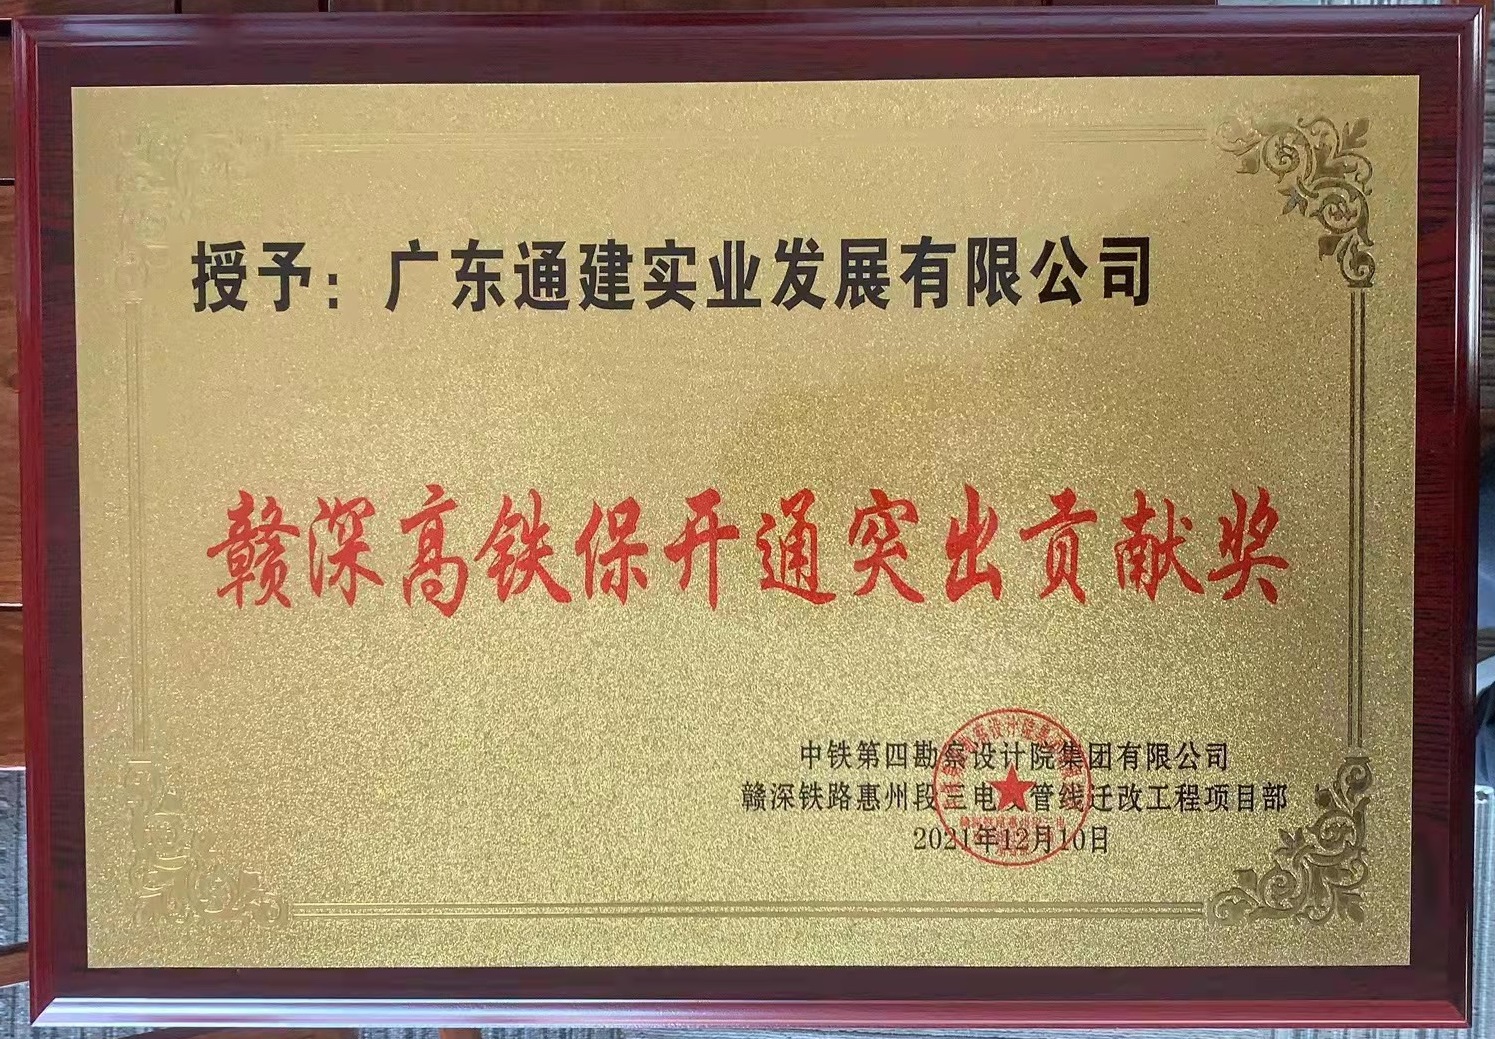 授予：广东通建实业发展有限公司
赣深高铁保开通突出贡献奖
中铁第四勘察设计院集团有限公司
赣深铁路惠州段三电及管线迁改工程项目部
2021年12月10日